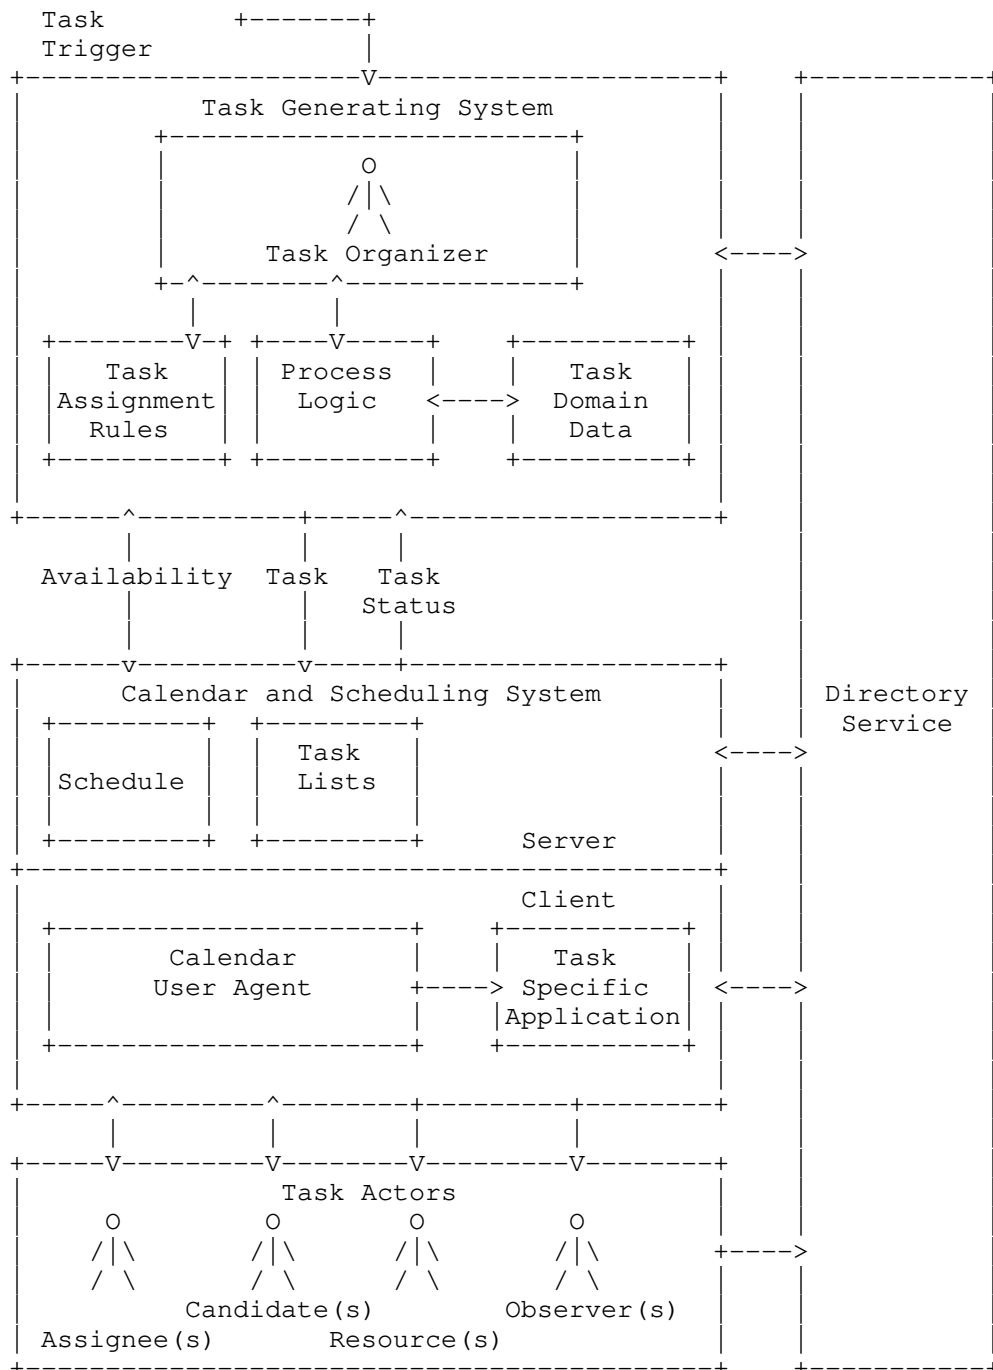 Task
Trigger
Task Generating System
Task Organizer
Task
Assignment
Rules
Process
Logic
Task
Domain
Data
Availability
Task
Task
Status
Calendar and Scheduling System
Schedule
Task
Lists
Server
Client
Calendar
User Agent
Task
Specific
Application
Task Actors
Candidate(s)
Observer(s)
Assignee(s)
Resource(s)
Directory
Service